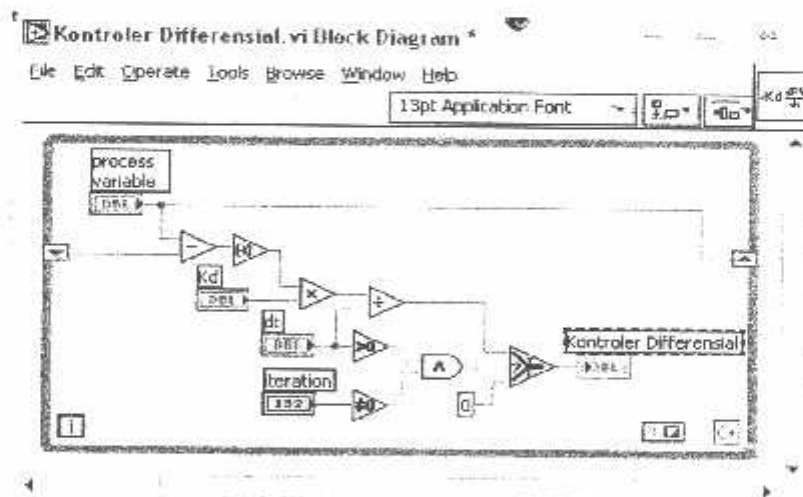 Kontroler Differensial.vi Block Diagram *
File Edit Operate Tools Browse Window Help
13pt Application Font
process
variable
DBL
Kd
DBL
dt
DBL
iteration
I32
Kontroler Differensial
DBL
0
i